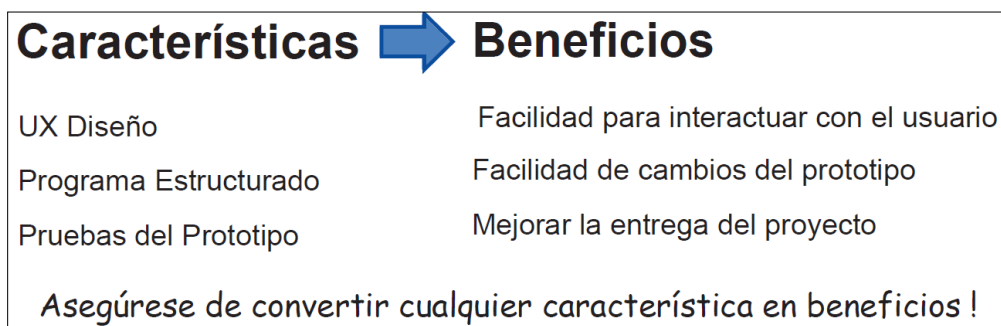 Características Beneficios
UX Diseño Facilidad para interactuar con el usuario
Programa Estructurado Facilidad de cambios del prototipo
Pruebas del Prototipo Mejorar la entrega del proyecto
Asegúrese de convertir cualquier característica en beneficios !